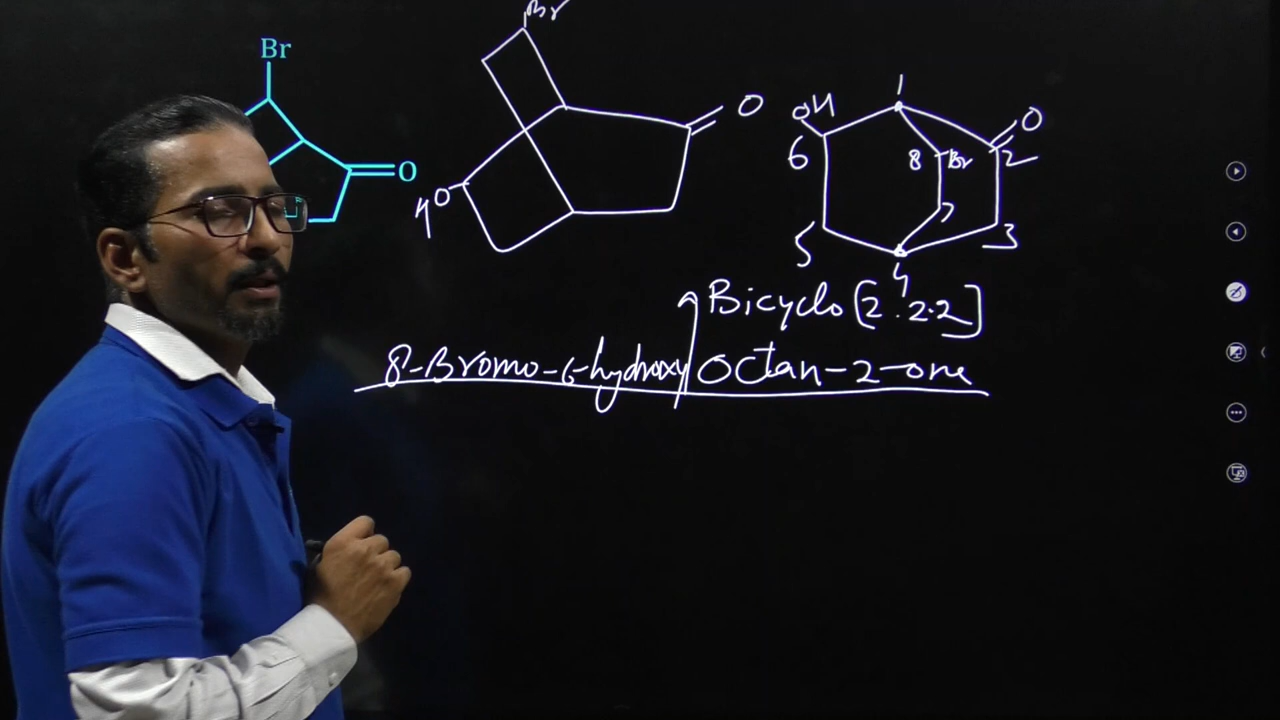 Br
Br
O
O
HO
OH
1
O
6
8
Br
2
7
5
3
4
Bicyclo [2.2.2]
8-Bromo-6-hydroxy Octan-2-one